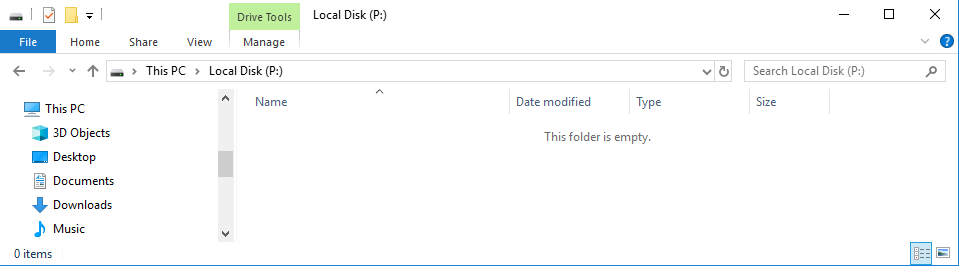 Drive Tools
Local Disk (P:)
File
Home
Share
View
Manage
This PC
Local Disk (P:)
Search Local Disk (P:)
This PC
3D Objects
Desktop
Documents
Downloads
Music
Name
Date modified
Type
Size
This folder is empty.
0 items